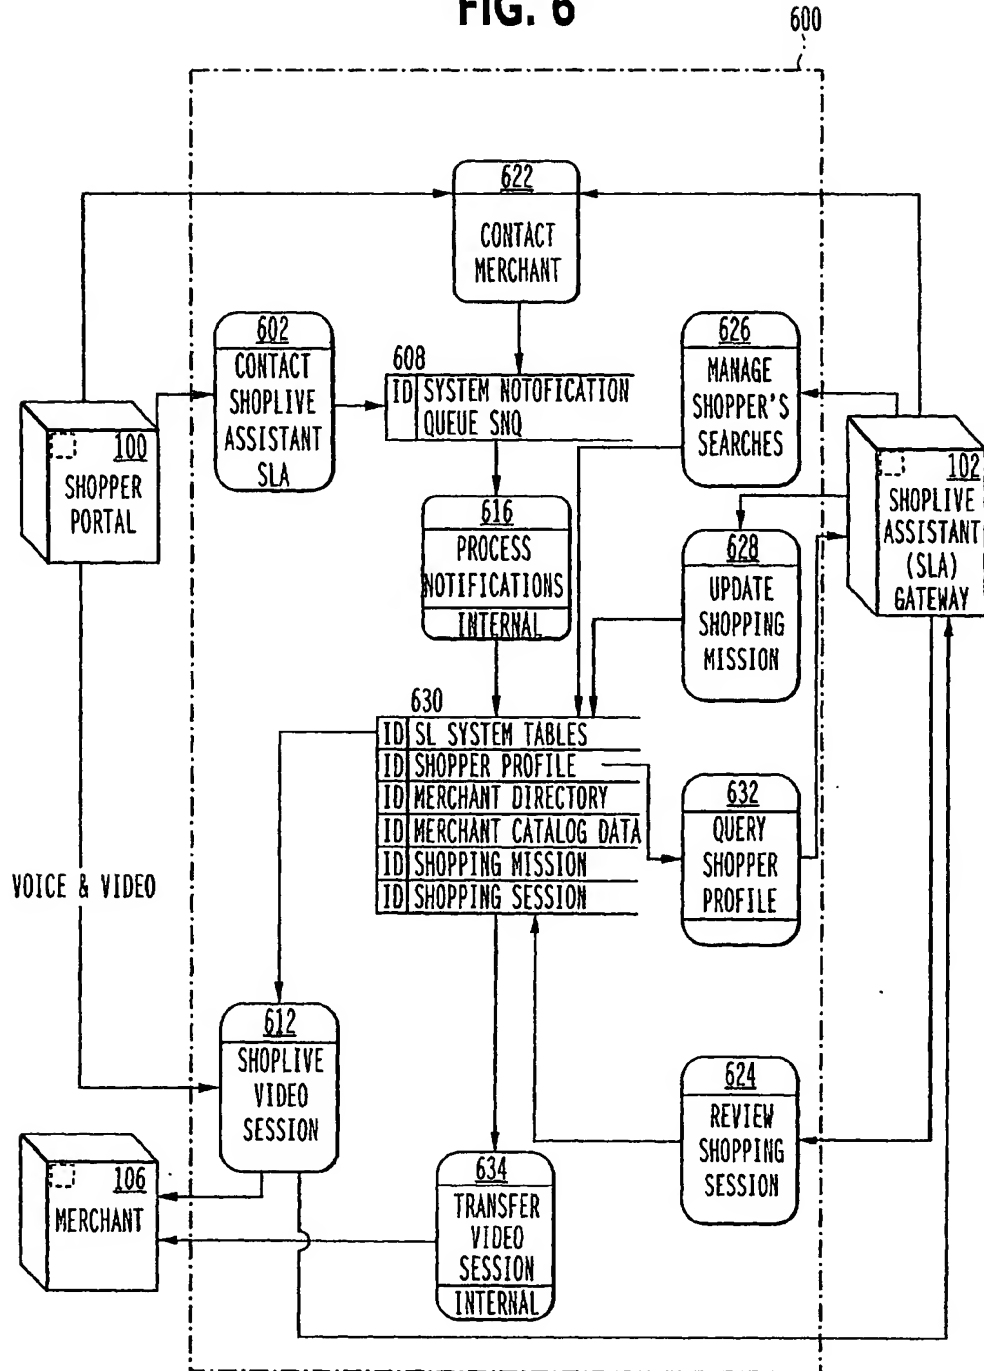 FIG. 6
600
622
CONTACT
MERCHANT
602
CONTACT
SHOPLIVE
ASSISTANT
SLA
608
ID SYSTEM NOTOFICATION
QUEUE SNQ
626
MANAGE
SHOPPER'S
SEARCHES
100
SHOPPER
PORTAL
102
SHOPLIVE
ASSISTANT
(SLA)
GATEWAY
616
PROCESS
NOTIFICATIONS
INTERNAL
628
UPDATE
SHOPPING
MISSION
630
ID SL SYSTEM TABLES
ID SHOPPER PROFILE
ID MERCHANT DIRECTORY
ID MERCHANT CATALOG DATA
ID SHOPPING MISSION
ID SHOPPING SESSION
632
QUERY
SHOPPER
PROFILE
VOICE & VIDEO
612
SHOPLIVE
VIDEO
SESSION
624
REVIEW
SHOPPING
SESSION
106
MERCHANT
634
TRANSFER
VIDEO
SESSION
INTERNAL